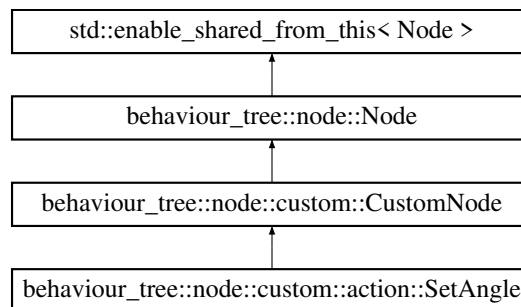 std::enable_shared_from_this< Node >
behaviour_tree::node::Node
behaviour_tree::node::custom::CustomNode
behaviour_tree::node::custom::action::SetAngle